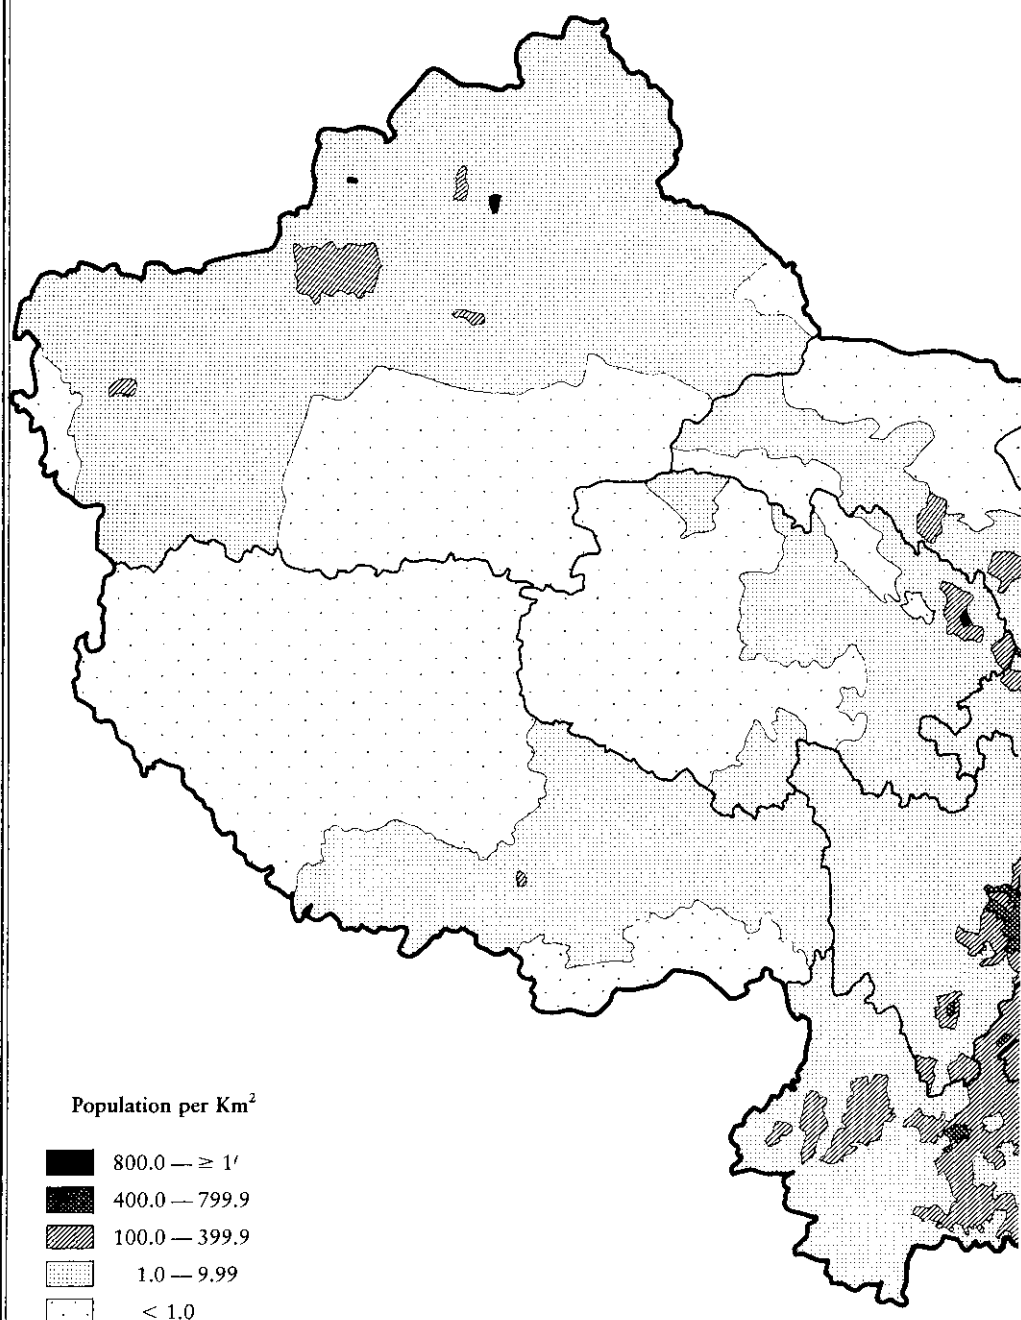 Population per Km²
800.0 — ≥ 1'
400.0 — 799.9
100.0 — 399.9
1.0 — 9.99
< 1.0